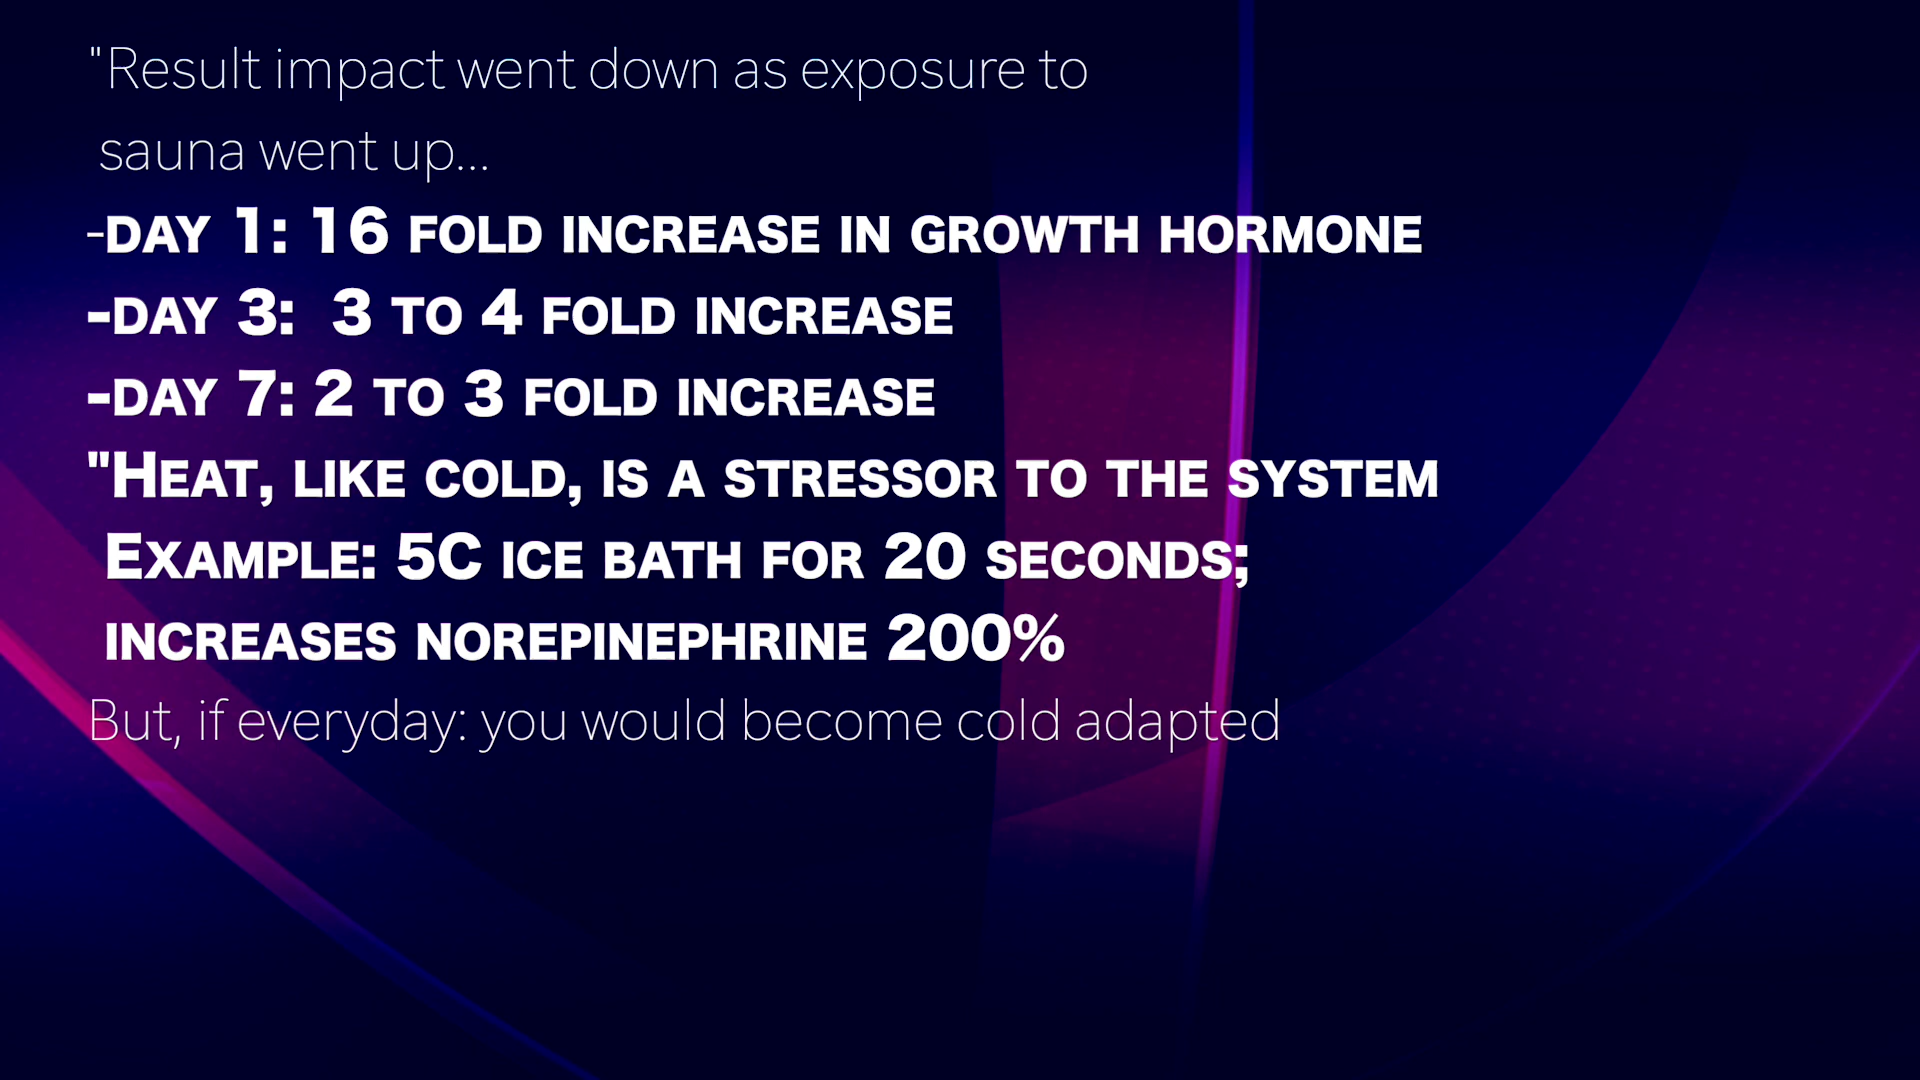 "Result impact went down as exposure to
sauna went up...
-DAY 1: 16 FOLD INCREASE IN GROWTH HORMONE
-DAY 3: 3 TO 4 FOLD INCREASE
-DAY 7: 2 TO 3 FOLD INCREASE
"HEAT, LIKE COLD, IS A STRESSOR TO THE SYSTEM
EXAMPLE: 5C ICE BATH FOR 20 SECONDS;
INCREASES NOREPINEPHRINE 200%
But, if everyday: you would become cold adapted